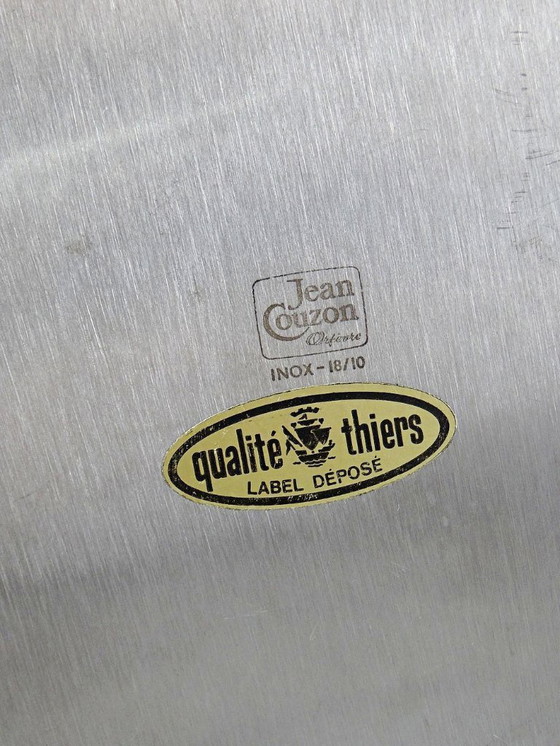 Jean
Couzon
Orfèvre
INOX-18/10
qualité thiers
LABEL DÉPOSÉ